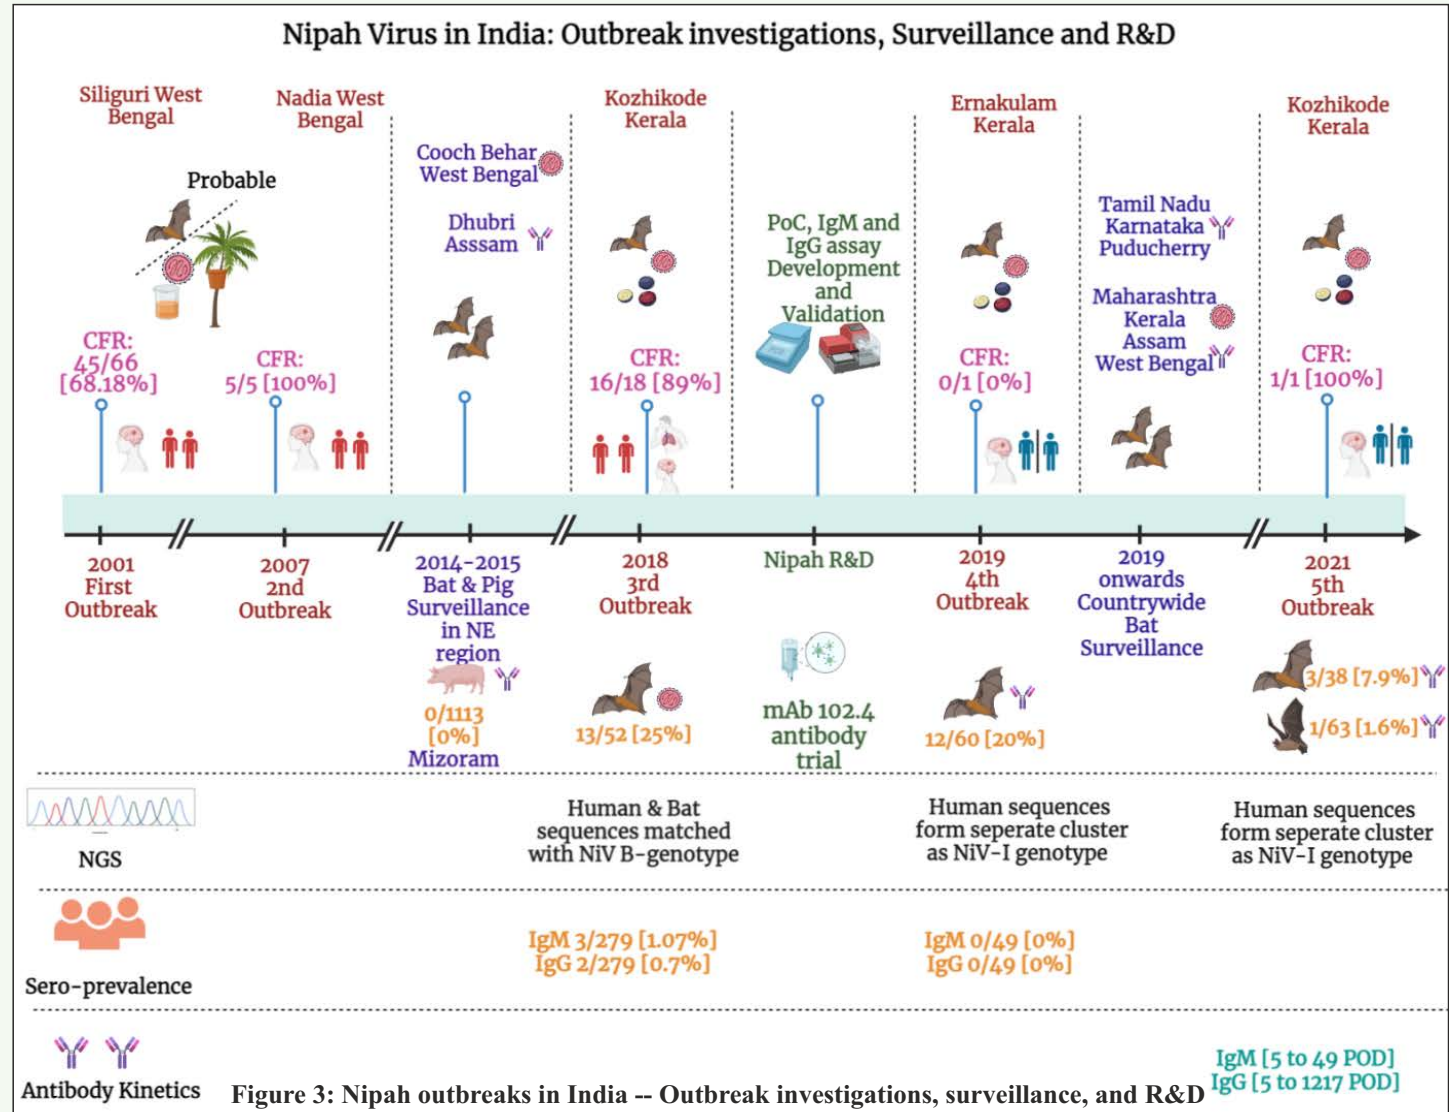 Nipah Virus in India: Outbreak investigations, Surveillance and R&D
Siliguri West
Bengal
Nadia West
Bengal
Kozhikode
Kerala
Ernakulam
Kerala
Kozhikode
Kerala
Probable
Cooch Behar
West Bengal
Dhubri
Asssam
PoC, IgM and
IgG assay
Development
and
Validation
Tamil Nadu
Karnataka
Puducherry
Maharashtra
Kerala
Assam
West Bengal
CFR:
45/66
[68.18%]
CFR:
5/5 [100%]
CFR:
16/18 [89%]
CFR:
0/1 [0%]
CFR:
1/1 [100%]
2001
First
Outbreak
2007
2nd
Outbreak
2014-2015
Bat & Pig
Surveillance
in NE
region
0/1113
[0%]
Mizoram
2018
3rd
Outbreak
13/52 [25%]
Nipah R&D
mAb 102.4
antibody
trial
2019
4th
Outbreak
12/60 [20%]
2019
onwards
Countrywide
Bat
Surveillance
2021
5th
Outbreak
3/38 [7.9%]
1/63 [1.6%]
NGS
Human & Bat
sequences matched
with NiV B-genotype
Human sequences
form seperate cluster
as NiV-I genotype
Human sequences
form seperate cluster
as NiV-I genotype
Sero-prevalence
IgM 3/279 [1.07%]
IgG 2/279 [0.7%]
IgM 0/49 [0%]
IgG 0/49 [0%]
Antibody Kinetics
IgM [5 to 49 POD]
IgG [5 to 1217 POD]
Figure 3: Nipah outbreaks in India -- Outbreak investigations, surveillance, and R&D